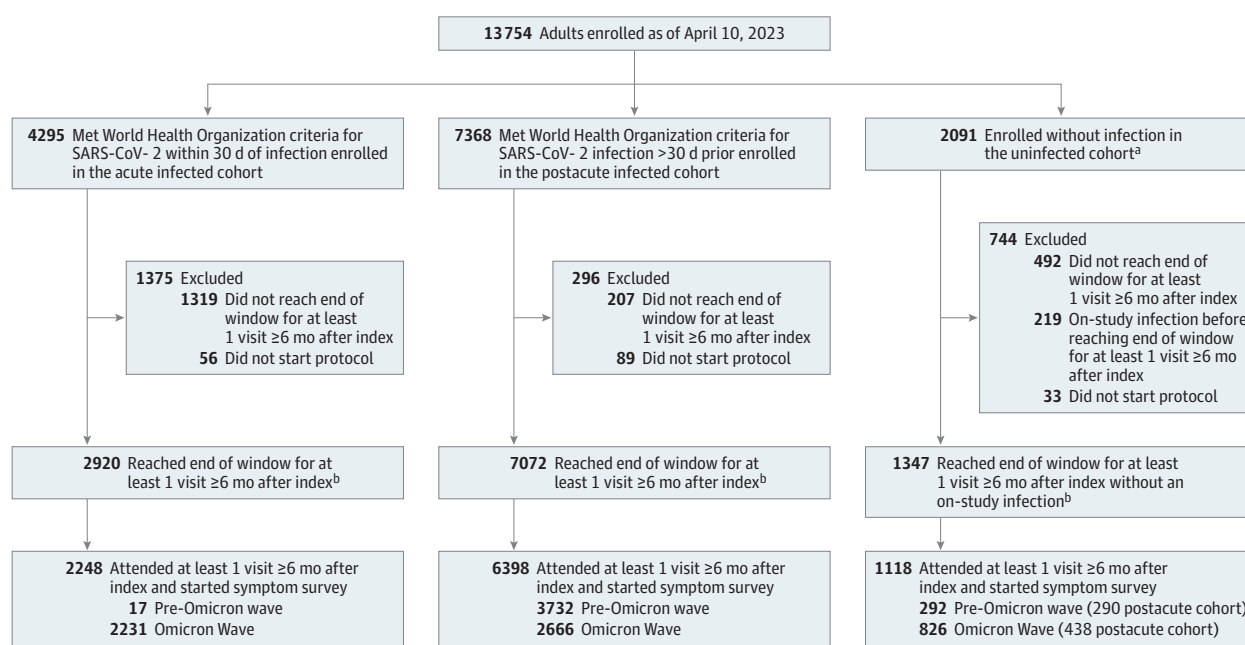 13754 Adults enrolled as of April 10, 2023
4295 Met World Health Organization criteria for
SARS-CoV- 2 within 30 d of infection enrolled
in the acute infected cohort
7368 Met World Health Organization criteria for
SARS-CoV- 2 infection >30 d prior enrolled
in the postacute infected cohort
2091 Enrolled without infection in
the uninfected cohortᵃ
1375 Excluded
1319 Did not reach end of
window for at least
1 visit ≥6 mo after index
56 Did not start protocol
296 Excluded
207 Did not reach end of
window for at least
1 visit ≥6 mo after index
89 Did not start protocol
744 Excluded
492 Did not reach end of
window for at least
1 visit ≥6 mo after index
219 On-study infection before
reaching end of window
for at least 1 visit ≥6 mo
after index
33 Did not start protocol
2920 Reached end of window for at
least 1 visit ≥6 mo after indexᵇ
7072 Reached end of window for at
least 1 visit ≥6 mo after indexᵇ
1347 Reached end of window for at least
1 visit ≥6 mo after index without an
on-study infectionᵇ
2248 Attended at least 1 visit ≥6 mo after
index and started symptom survey
17 Pre-Omicron wave
2231 Omicron Wave
6398 Attended at least 1 visit ≥6 mo after
index and started symptom survey
3732 Pre-Omicron wave
2666 Omicron Wave
1118 Attended at least 1 visit ≥6 mo after
index and started symptom survey
292 Pre-Omicron wave (290 postacute cohort)
826 Omicron Wave (438 postacute cohort)